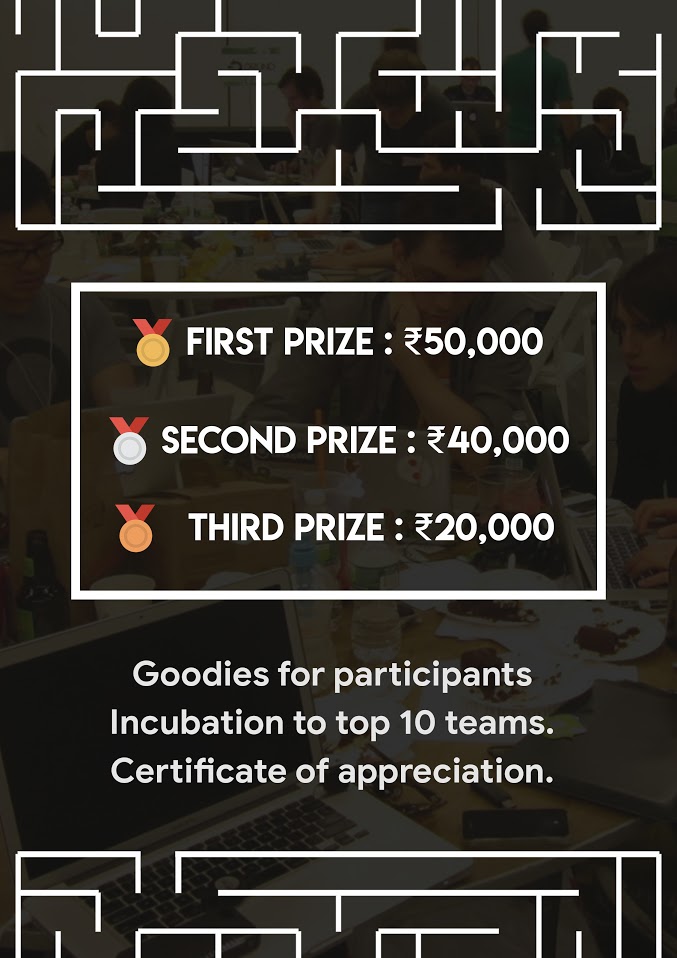 FIRST PRIZE : ₹50,000
SECOND PRIZE : ₹40,000
THIRD PRIZE : ₹20,000
Goodies for participants
Incubation to top 10 teams.
Certificate of appreciation.